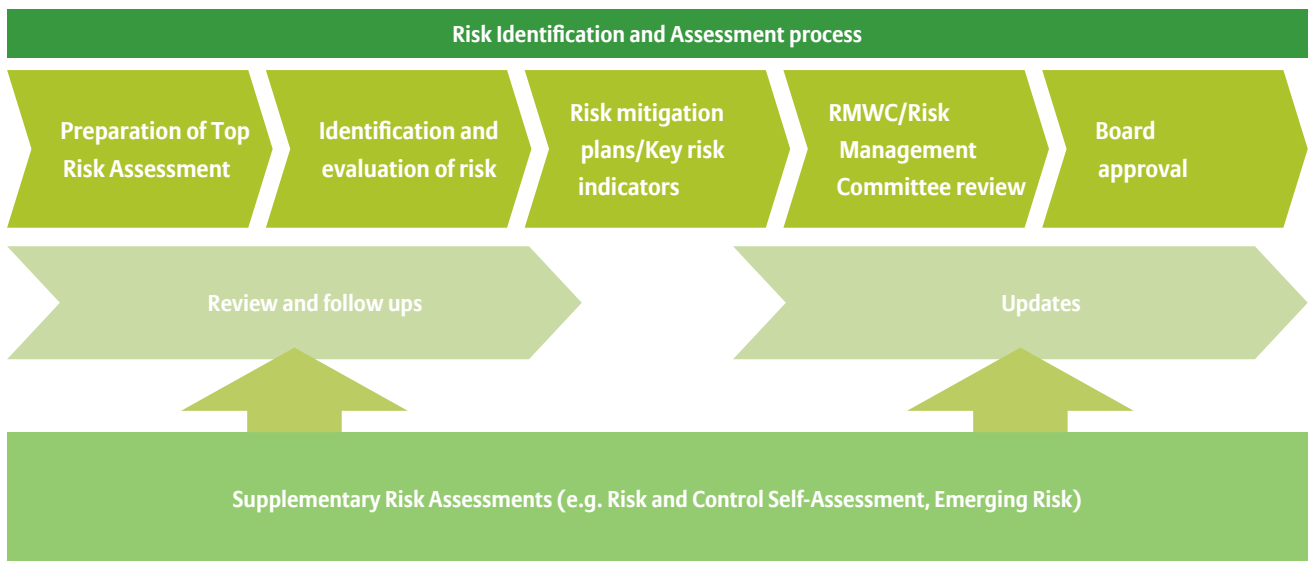 Risk Identification and Assessment process
Preparation of Top
Risk Assessment
Identification and
evaluation of risk
Risk mitigation
plans/Key risk
indicators
RMWC/Risk
Management
Committee review
Board
approval
Review and follow ups
Updates
Supplementary Risk Assessments (e.g. Risk and Control Self-Assessment, Emerging Risk)